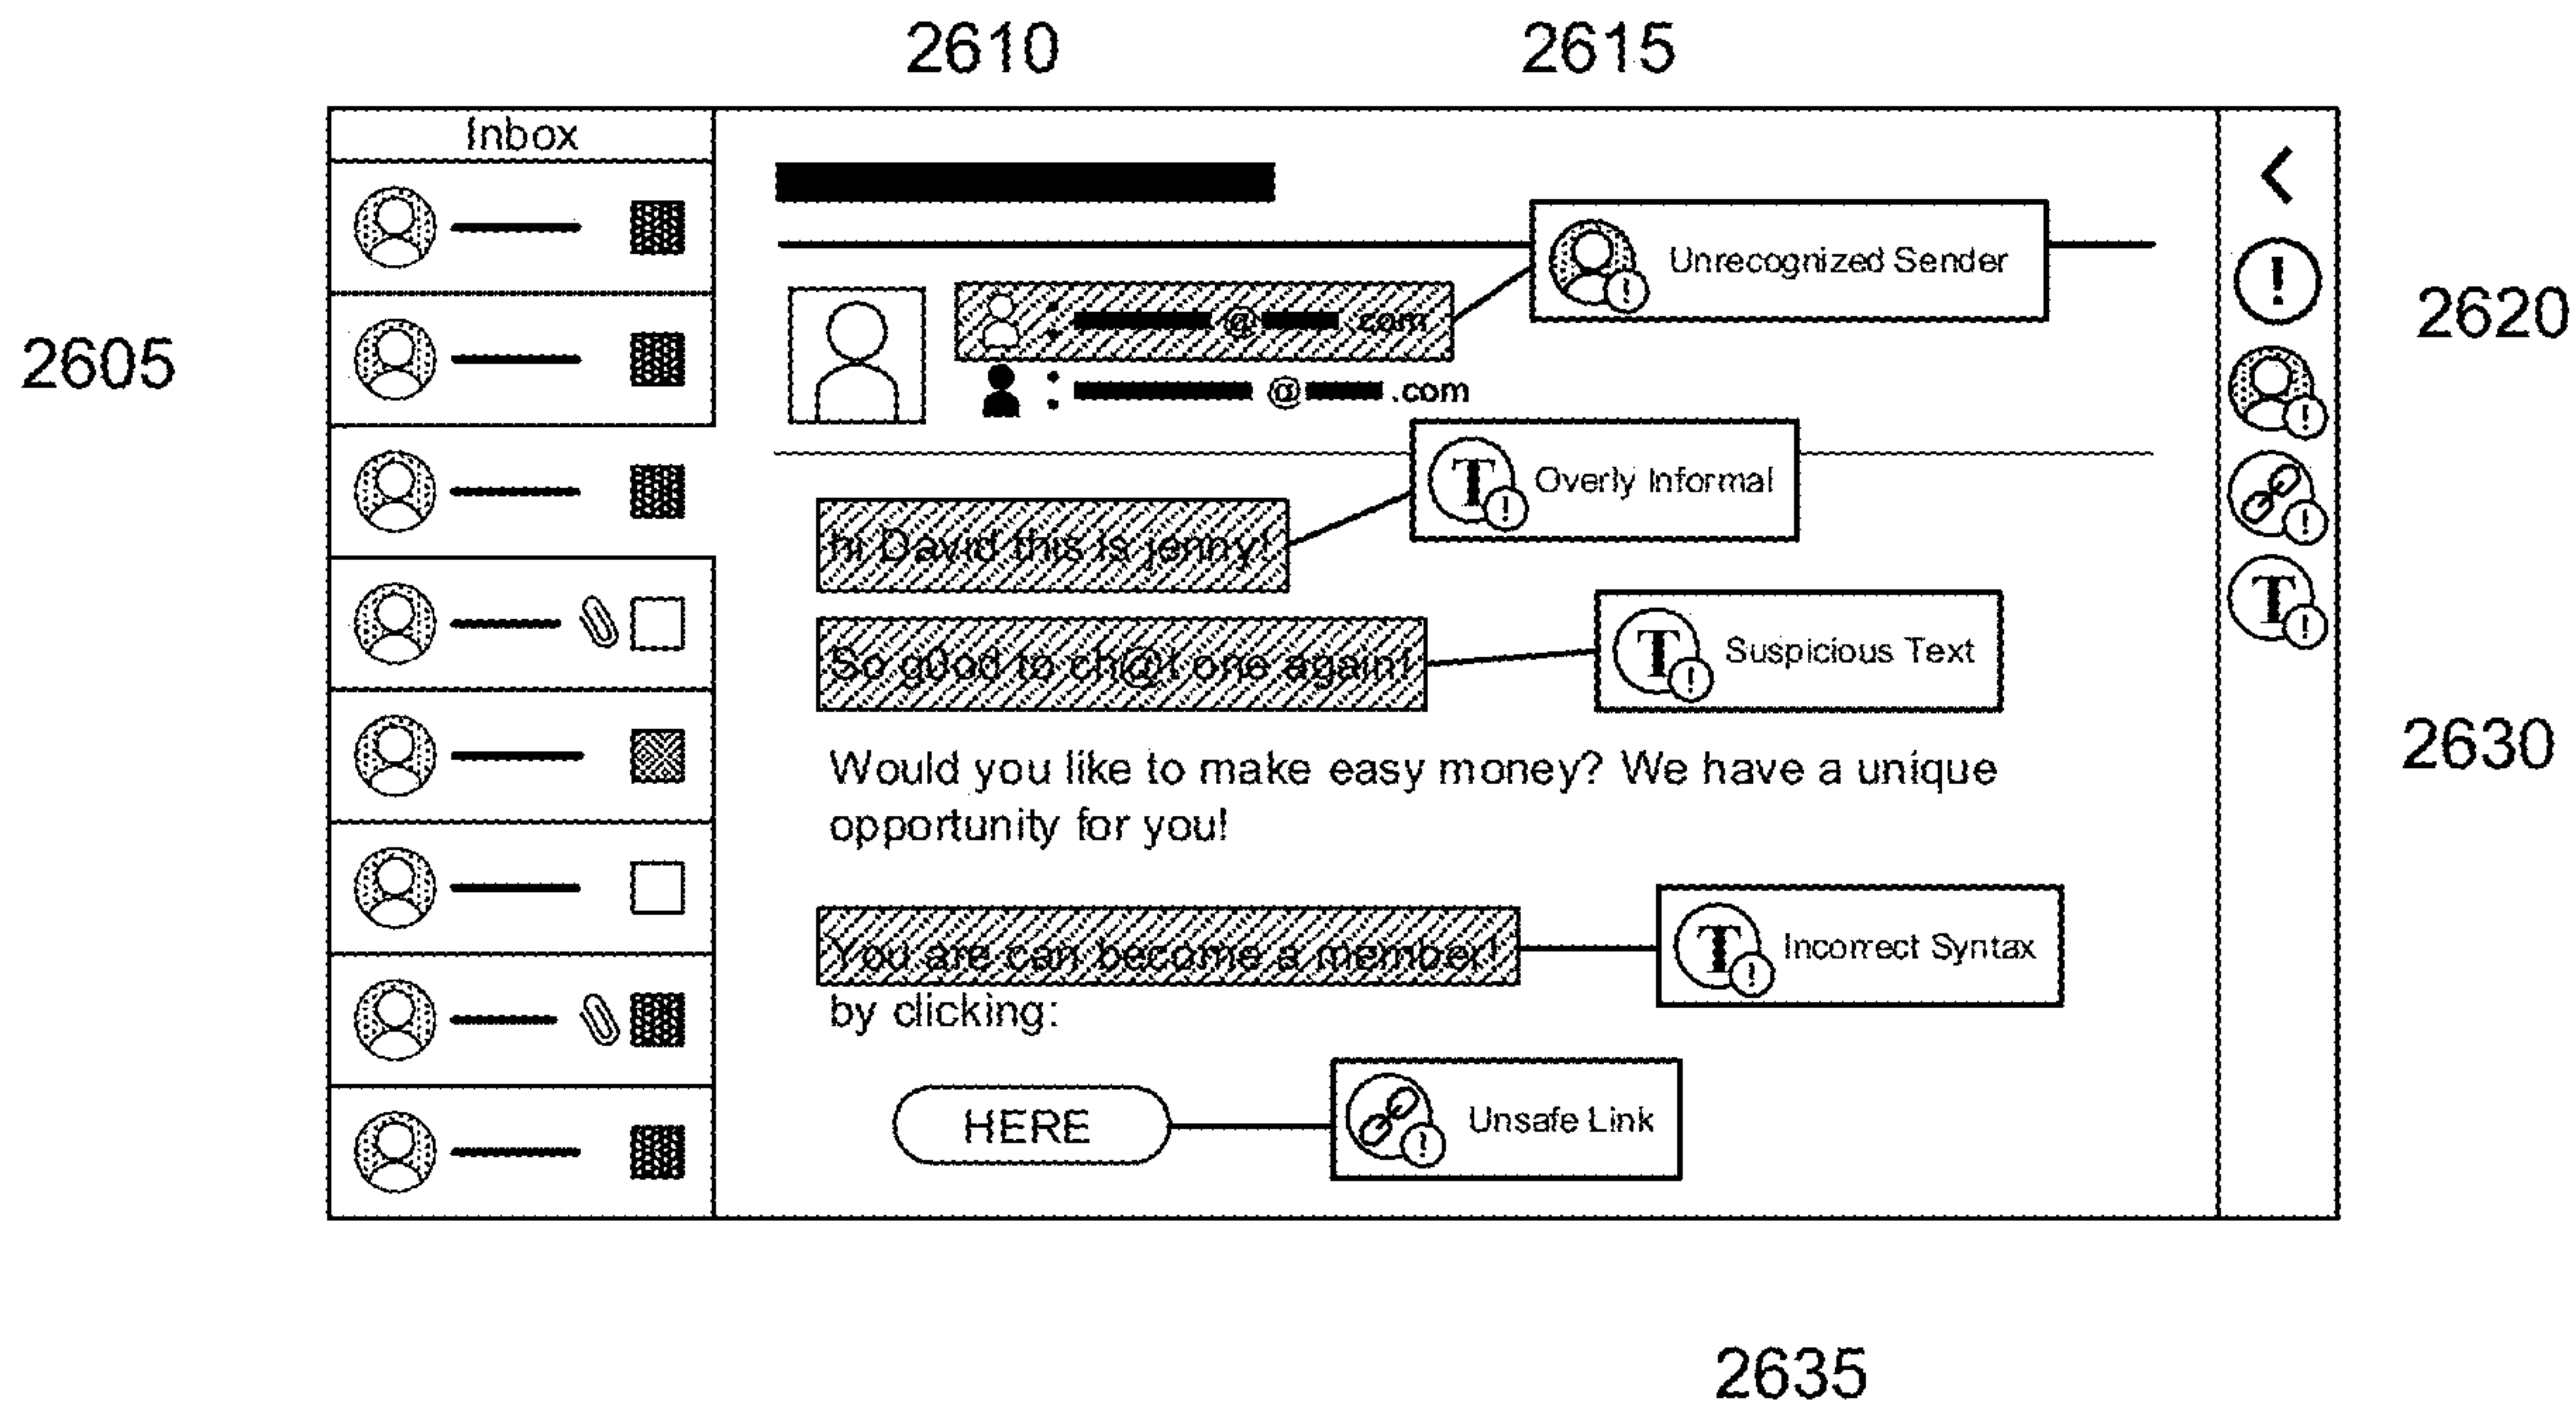 2610
2615
Inbox
Unrecognized Sender
2620
@ .com
2605
@ .com
Overly Informal
hi David this is jenny!
Suspicious Text
So g0od to ch@t one again!
2630
Would you like to make easy money? We have a unique
opportunity for you!
You are can become a member!
Incorrect Syntax
by clicking:
HERE
Unsafe Link
2635